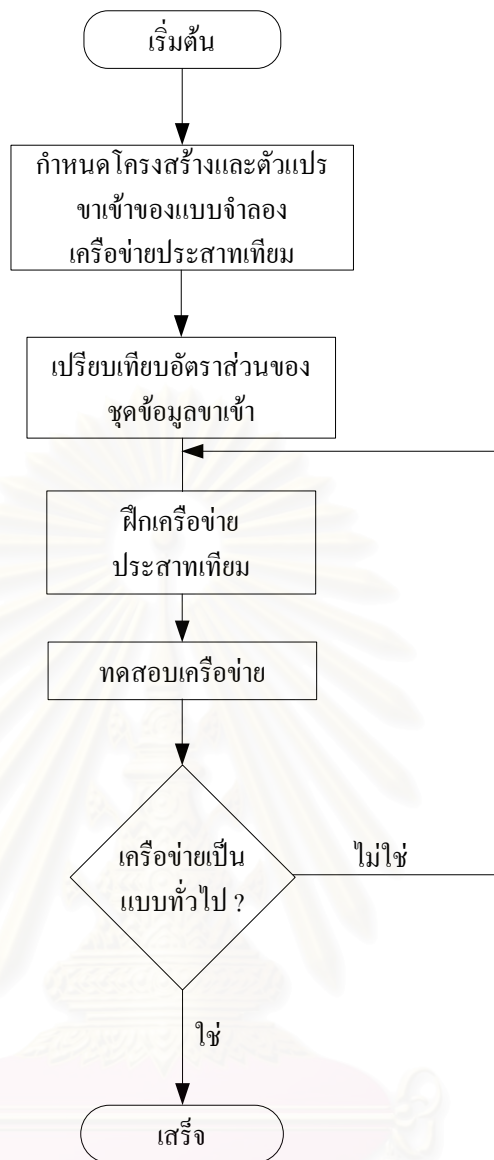 เริ่มต้น
กำหนดโครงสร้างและตัวแปร
ขาเข้าของแบบจำลอง
เครือข่ายประสาทเทียม
เปรียบเทียบอัตราส่วนของ
ชุดข้อมูลขาเข้า
ฝึกเครือข่าย
ประสาทเทียม
ทดสอบเครือข่าย
เครือข่ายเป็น
แบบทั่วไป ?
ไม่ใช่
ใช่
เสร็จ